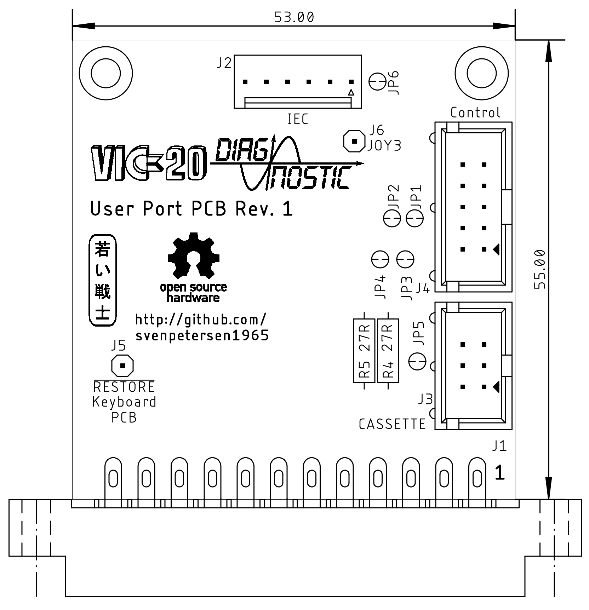 53.00
J2
JP6
IEC
Control
J6
JOY3
VIC-20 DIAGNOSTIC
JP2
JP1
User Port PCB Rev. 1
若い戦士
open source
hardware
JP4
JP3
J4
55.00
http://github.com/
svenpetersen1965
J5
R5 27R
R4 27R
JP5
RESTORE
Keyboard
PCB
J3
CASSETTE
J1
1